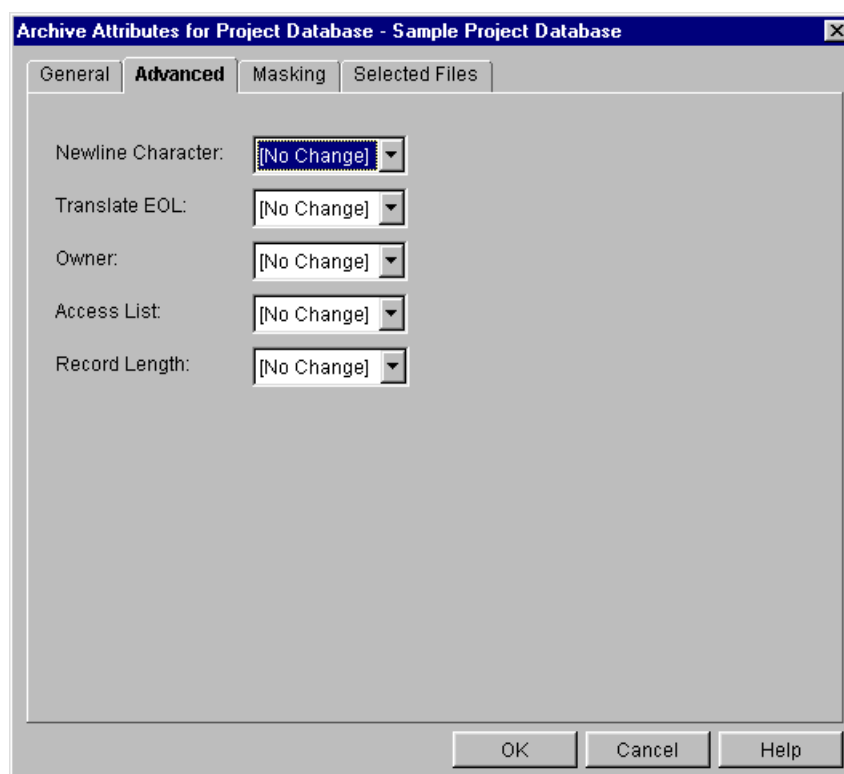 Archive Attributes for Project Database - Sample Project Database
General Advanced Masking Selected Files
Newline Character: [No Change]
Translate EOL: [No Change]
Owner: [No Change]
Access List: [No Change]
Record Length: [No Change]
OK Cancel Help